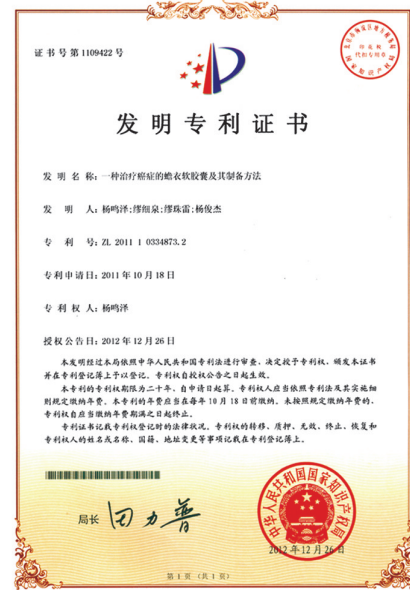 证书号第1109422号
发明专利证书
发 明 名 称：一种治疗癌症的蟾衣软胶囊及其制备方法
发 明 人：杨鸣泽;缪细泉;缪珠雷;杨俊杰
专 利 号：ZL 2011 1 0334873.2
专利申请日：2011年10月18日
专 利 权 人：杨鸣泽
授权公告日：2012年12月26日
本发明经过本局依照中华人民共和国专利法进行审查，决定授予专利权，颁发本证书
并在专利登记簿上予以登记。专利权自授权公告之日起生效。
本专利的专利权期限为二十年，自申请日起算。专利权人应当依照专利法及其实施细
则规定缴纳年费。本专利的年费应当在每年10月18日前缴纳。未按照规定缴纳年费的，
专利权自应当缴纳年费期满之日起终止。
专利证书记载专利权登记时的法律状况。专利权的转移、质押、无效、终止、恢复和
专利权人的姓名或名称、国籍、地址变更等事项记载在专利登记簿上。
局长 田力普
中华人民共和国国家知识产权局
2012年12月26日
第1页（共1页）